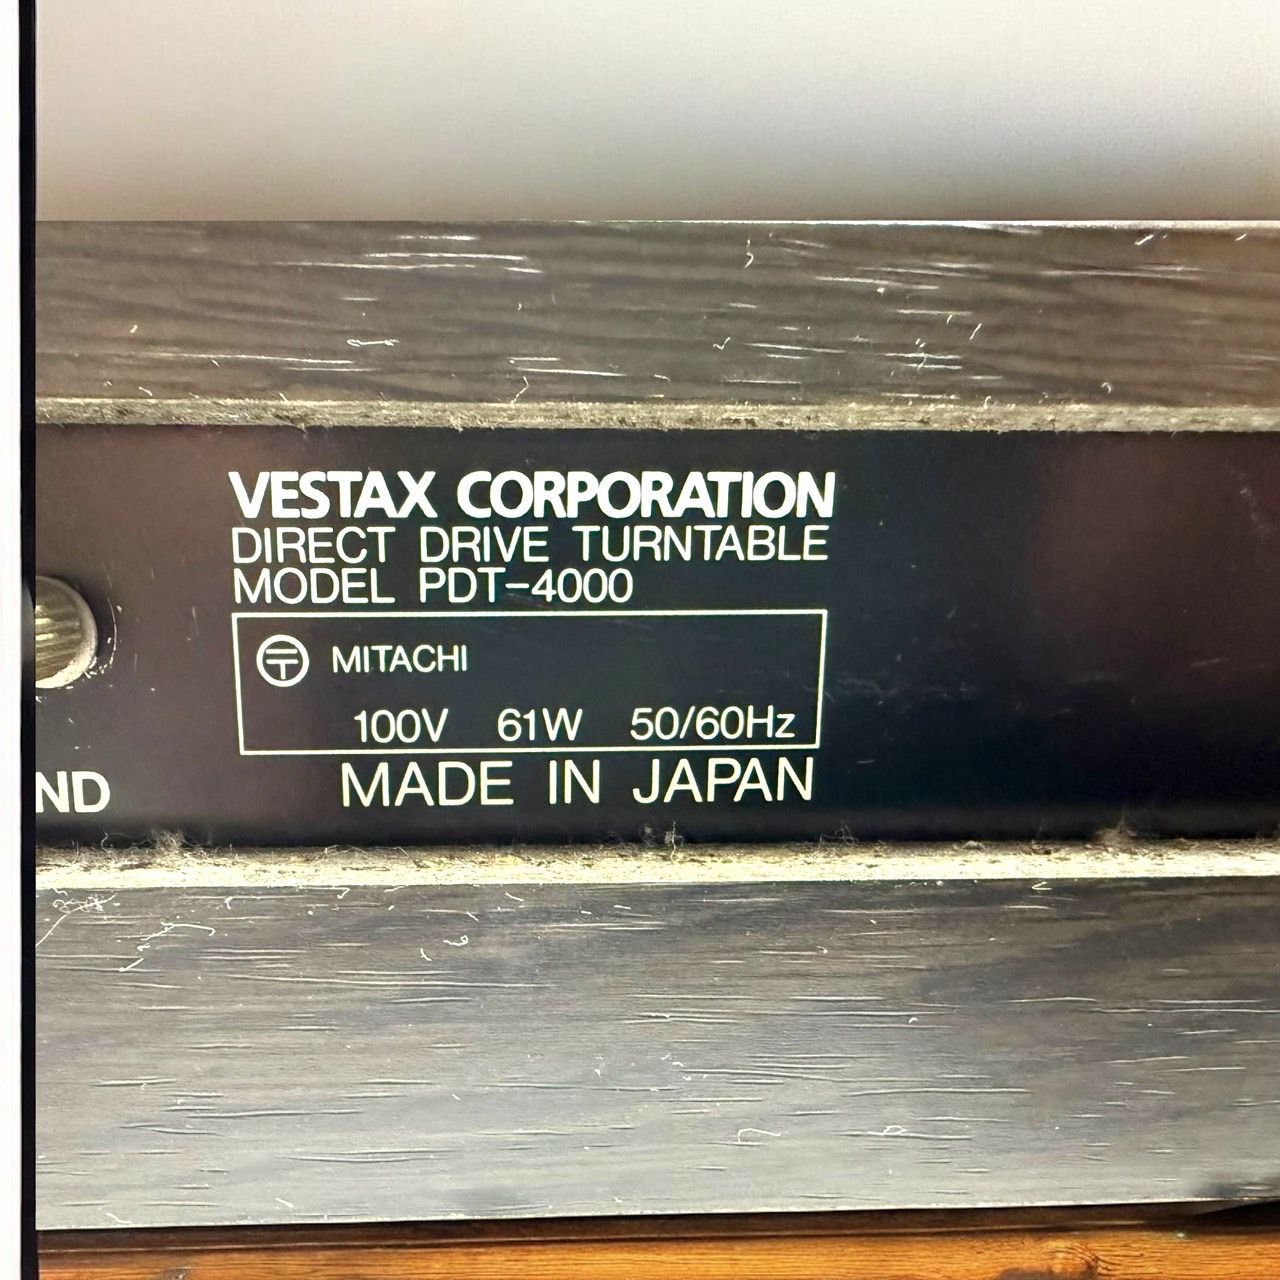 VESTAX CORPORATION
DIRECT DRIVE TURNTABLE
MODEL PDT-4000
MITACHI
100V 61W 50/60Hz
MADE IN JAPAN
ND